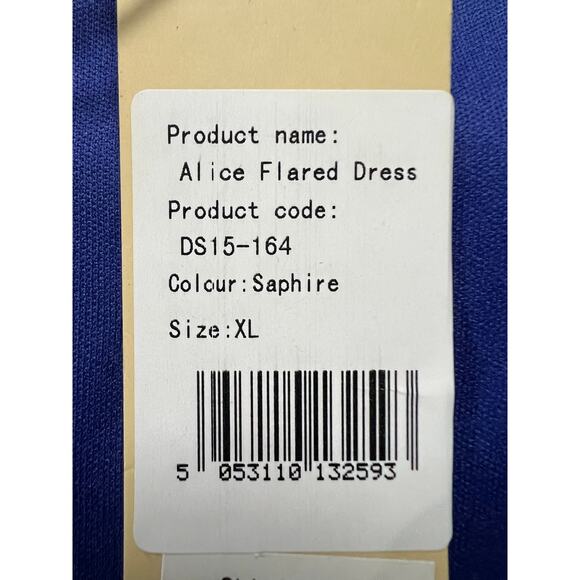 Product name:
Alice Flared Dress
Product code:
DS15-164
Colour:Saphire
Size:XL
5 053110 132593